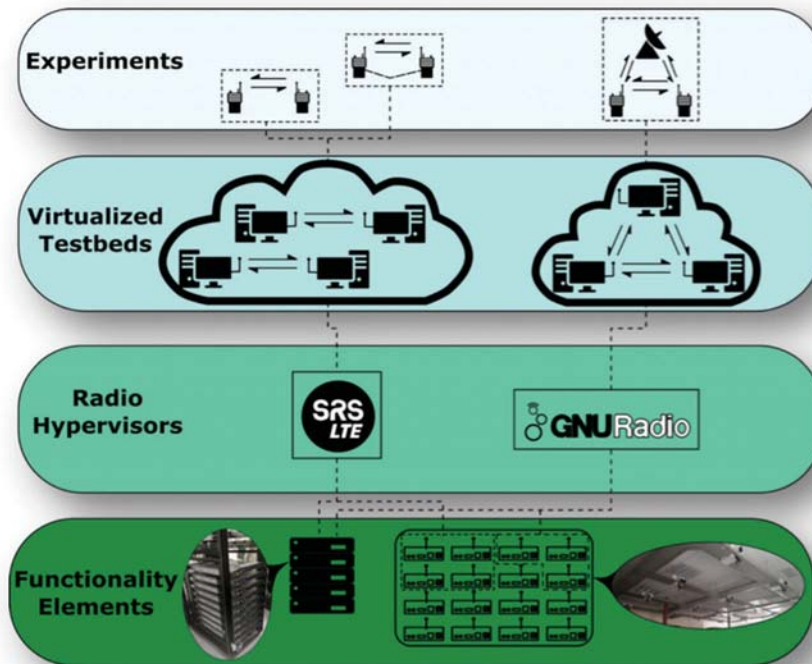 Experiments
Virtualized
Testbeds
Radio
Hypervisors
SRS
LTE
GNURadio
Functionality
Elements